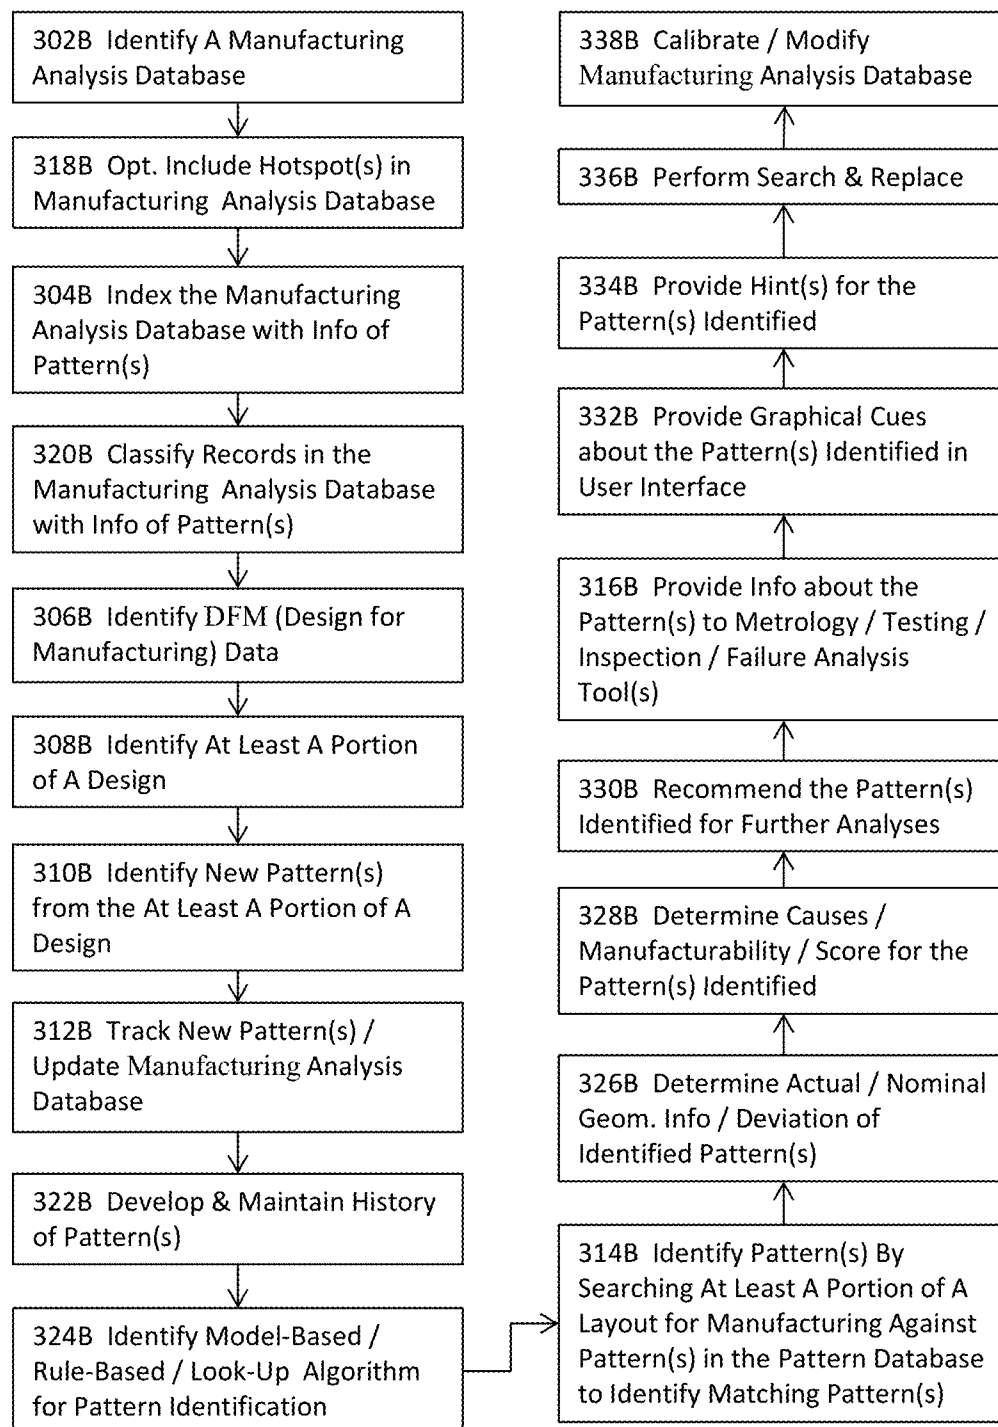 302B Identify A Manufacturing
Analysis Database
318B Opt. Include Hotspot(s) in
Manufacturing Analysis Database
304B Index the Manufacturing
Analysis Database with Info of
Pattern(s)
320B Classify Records in the
Manufacturing Analysis Database
with Info of Pattern(s)
306B Identify DFM (Design for
Manufacturing) Data
308B Identify At Least A Portion
of A Design
310B Identify New Pattern(s)
from the At Least A Portion of A
Design
312B Track New Pattern(s) /
Update Manufacturing Analysis
Database
322B Develop & Maintain History
of Pattern(s)
324B Identify Model-Based /
Rule-Based / Look-Up Algorithm
for Pattern Identification
314B Identify Pattern(s) By
Searching At Least A Portion of A
Layout for Manufacturing Against
Pattern(s) in the Pattern Database
to Identify Matching Pattern(s)
326B Determine Actual / Nominal
Geom. Info / Deviation of
Identified Pattern(s)
328B Determine Causes /
Manufacturability / Score for the
Pattern(s) Identified
330B Recommend the Pattern(s)
Identified for Further Analyses
316B Provide Info about the
Pattern(s) to Metrology / Testing /
Inspection / Failure Analysis
Tool(s)
332B Provide Graphical Cues
about the Pattern(s) Identified in
User Interface
334B Provide Hint(s) for the
Pattern(s) Identified
336B Perform Search & Replace
338B Calibrate / Modify
Manufacturing Analysis Database